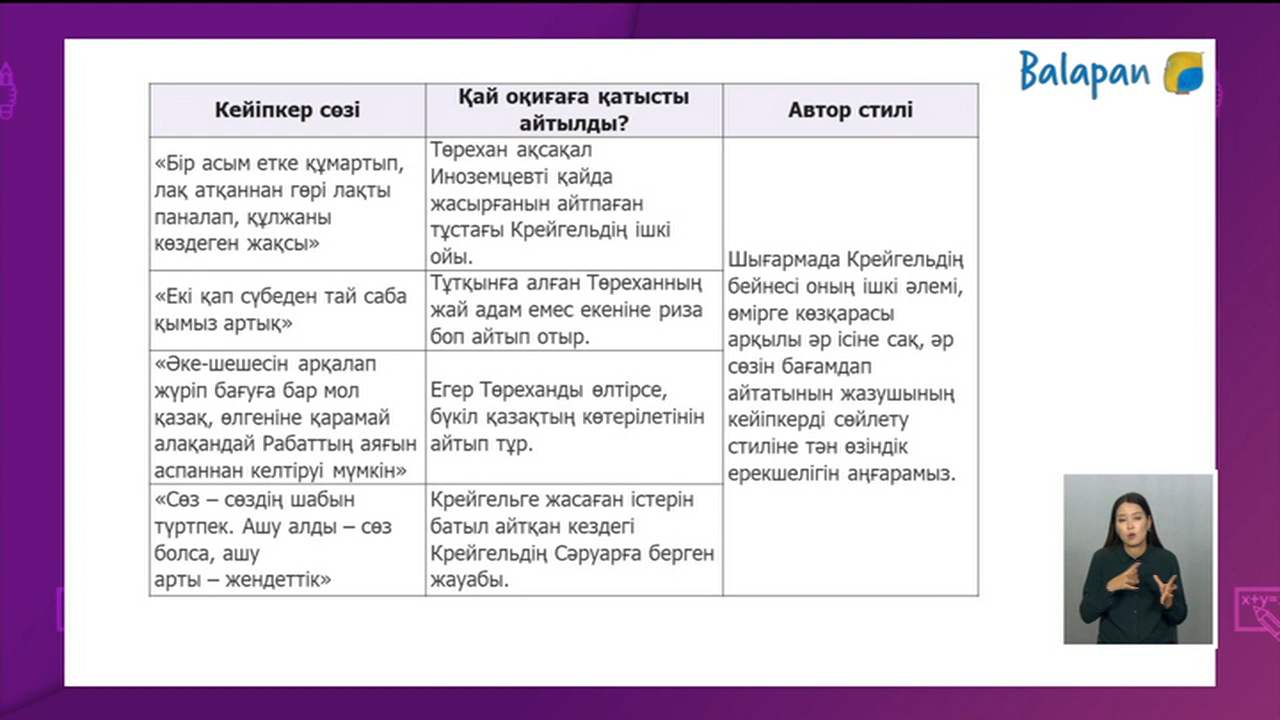 Balapan
Кейіпкер сөзі
Қай оқиғаға қатысты
айтылды?
Автор стилі
«Бір асым етке құмартып,
лақ атқаннан гөрі лақты
паналап, құлжаны
көздеген жақсы»
Төрехан ақсақал
Иноземцевті қайда
жасырғанын айтпаған
тұстағы Крейгельдің ішкі
ойы.
«Екі қап сүбеден тай саба
қымыз артық»
Тұтқынға алған Төреханның
жай адам емес екеніне риза
боп айтып отыр.
«Әке-шешесін арқалап
жүріп бағуға бар мол
қазақ, өлгеніне қарамай
алақандай Рабаттың аяғын
аспаннан келтіруі мүмкін»
Егер Төреханды өлтірсе,
бүкіл қазақтың көтерілетінін
айтып тұр.
«Сөз – сөздің шабын
түртпек. Ашу алды – сөз
болса, ашу
арты – жендеттік»
Крейгельге жасаған істерін
батыл айтқан кездегі
Крейгельдің Сәруарға берген
жауабы.
Шығармада Крейгельдің
бейнесі оның ішкі әлемі,
өмірге көзқарасы
арқылы әр ісіне сақ, әр
сөзін бағамдап
айтатынын жазушының
кейіпкерді сөйлету
стиліне тән өзіндік
ерекшелігін аңғарамыз.
x+y=